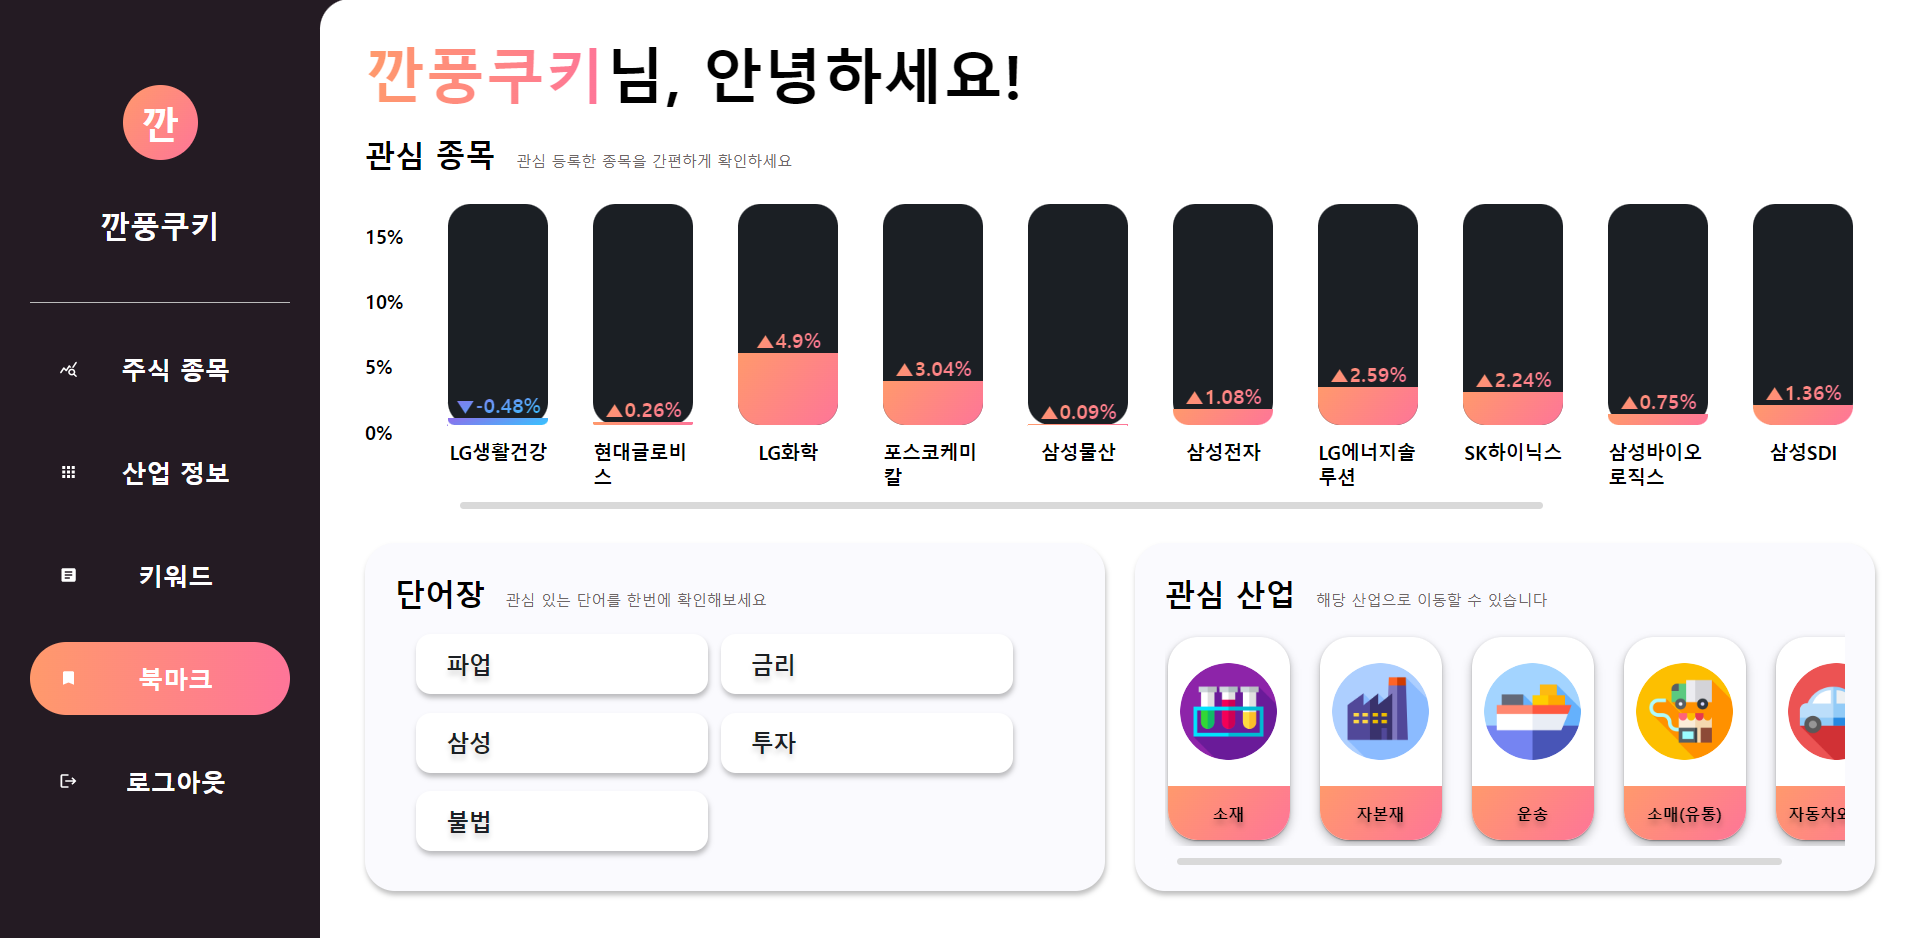 깐
깐풍쿠키
주식 종목
산업 정보
키워드
북마크
로그아웃
깐풍쿠키님, 안녕하세요!
관심 종목 관심 등록한 종목을 간편하게 확인하세요
15%
10%
5%
0%
▼-0.48%
▲0.26%
▲4.9%
▲3.04%
▲0.09%
▲1.08%
▲2.59%
▲2.24%
▲0.75%
▲1.36%
LG생활건강
현대글로비
스
LG화학
포스코케미
칼
삼성물산
삼성전자
LG에너지솔
루션
SK하이닉스
삼성바이오
로직스
삼성SDI
단어장 관심 있는 단어를 한번에 확인해보세요
파업
금리
삼성
투자
불법
관심 산업 해당 산업으로 이동할 수 있습니다
소재
자본재
운송
소매(유통)
자동차와